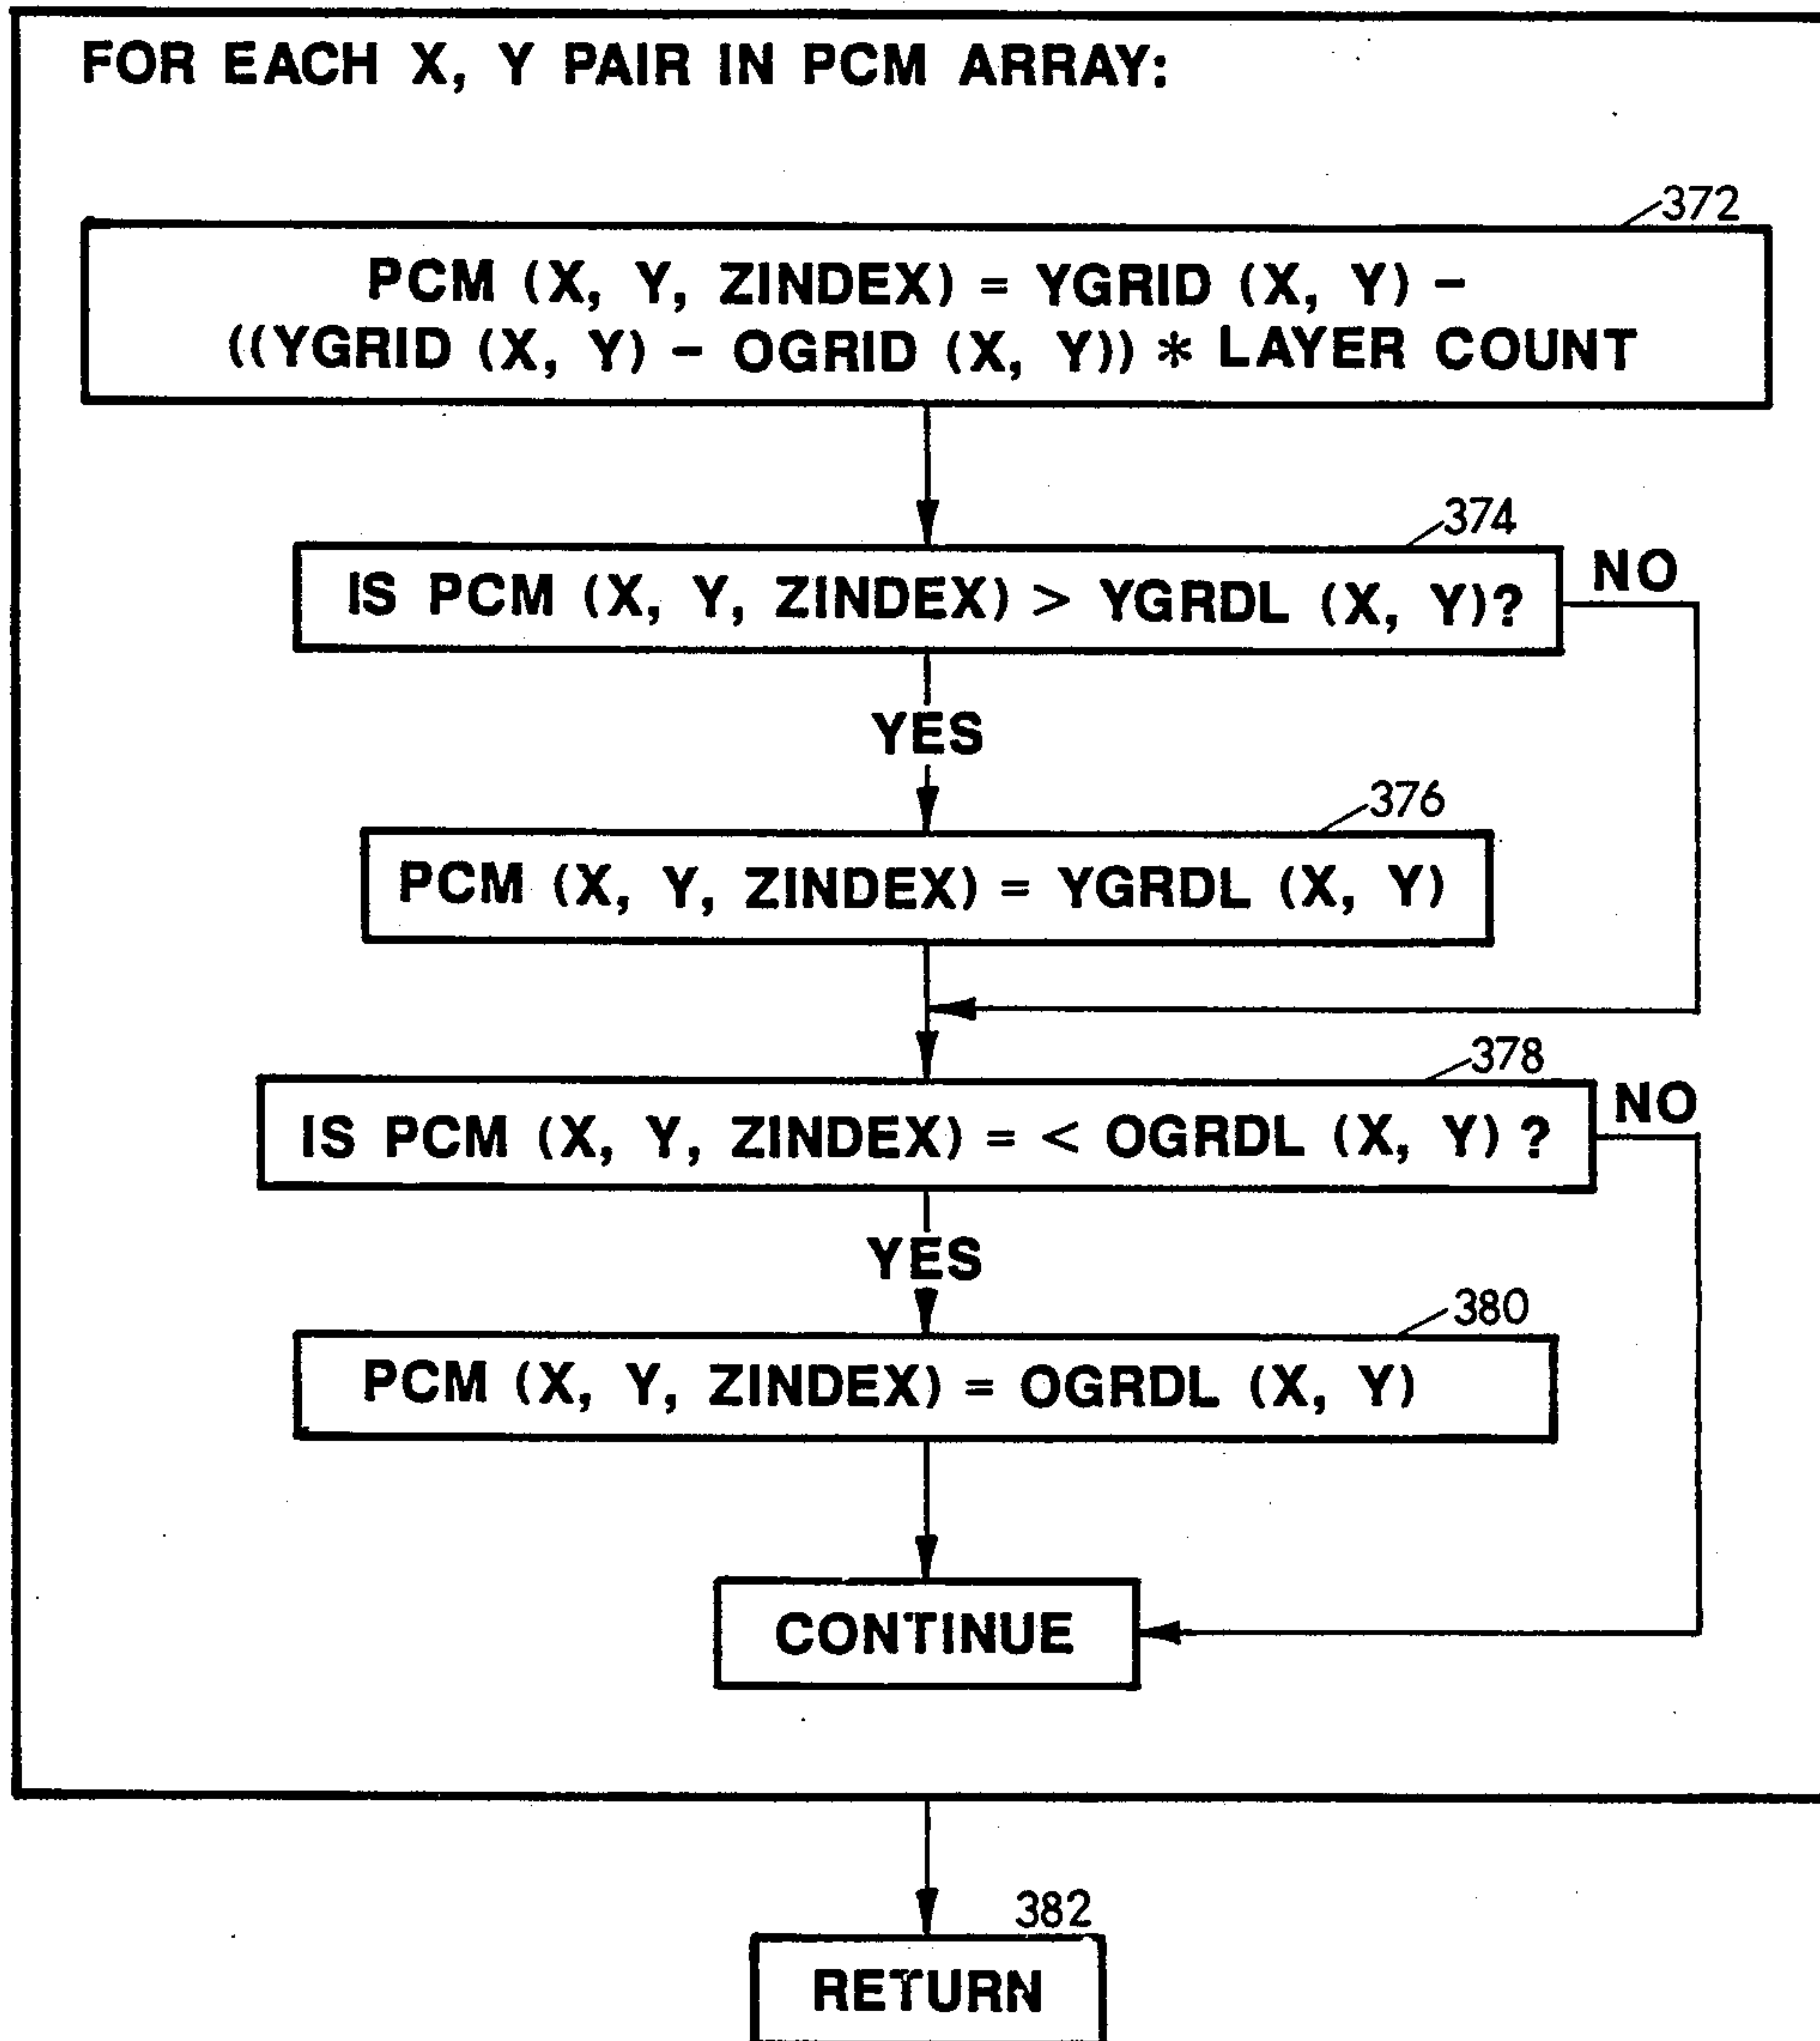 FOR EACH X, Y PAIR IN PCM ARRAY:
372
PCM (X, Y, ZINDEX) = YGRID (X, Y) –
((YGRID (X, Y) – OGRID (X, Y)) * LAYER COUNT
374
IS PCM (X, Y, ZINDEX) > YGRDL (X, Y)?
NO
YES
376
PCM (X, Y, ZINDEX) = YGRDL (X, Y)
378
IS PCM (X, Y, ZINDEX) = < OGRDL (X, Y) ?
NO
YES
380
PCM (X, Y, ZINDEX) = OGRDL (X, Y)
CONTINUE
382
RETURN